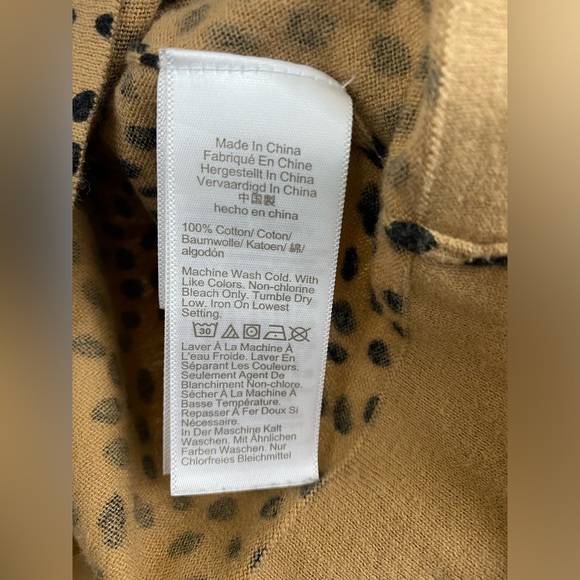 Made In China
Fabriqué En Chine
Hergestellt In China
Vervaardigd In China
中国製
hecho en china
100% Cotton/ Coton/
Baumwolle/ Katoen/ 綿/
algodón
Machine Wash Cold. With
Like Colors. Non-chlorine
Bleach Only. Tumble Dry
Low. Iron On Lowest
Setting.
30
Laver À La Machine À
L'eau Froide. Laver En
Séparant Les Couleurs.
Seulement Agent De
Blanchiment Non-chlore.
Sécher À La Machine À
Basse Température.
Repasser À Fer Doux Si
Nécessaire.
In Der Maschine Kalt
Waschen. Mit Ähnlichen
Farben Waschen. Nur
Chlorfreies Bleichmittel